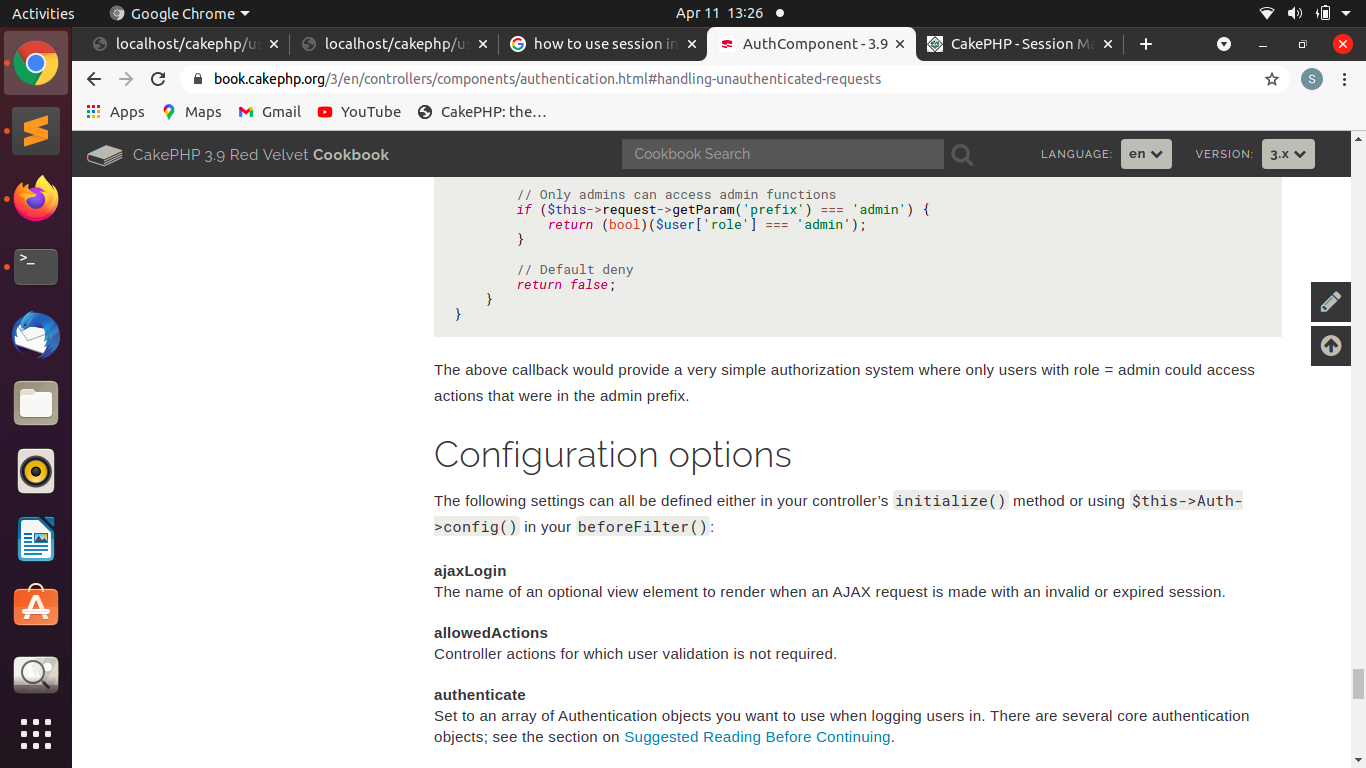 Activities
Google Chrome
Apr 11 13:26
localhost/cakephp/us
localhost/cakephp/us
how to use session in
AuthComponent - 3.9
CakePHP - Session Ma
book.cakephp.org/3/en/controllers/components/authentication.html#handling-unauthenticated-requests
S
Apps
Maps
Gmail
YouTube
CakePHP: the…
CakePHP 3.9 Red Velvet Cookbook
Cookbook Search
LANGUAGE:
en
VERSION:
3.x
// Only admins can access admin functions
if ($this->request->getParam('prefix') === 'admin') {
return (bool)($user['role'] === 'admin');
}
// Default deny
return false;
}
}
The above callback would provide a very simple authorization system where only users with role = admin could access
actions that were in the admin prefix.
Configuration options
The following settings can all be defined either in your controller’s initialize() method or using $this->Auth-
>config() in your beforeFilter():
ajaxLogin
The name of an optional view element to render when an AJAX request is made with an invalid or expired session.
allowedActions
Controller actions for which user validation is not required.
authenticate
Set to an array of Authentication objects you want to use when logging users in. There are several core authentication
objects; see the section on Suggested Reading Before Continuing.